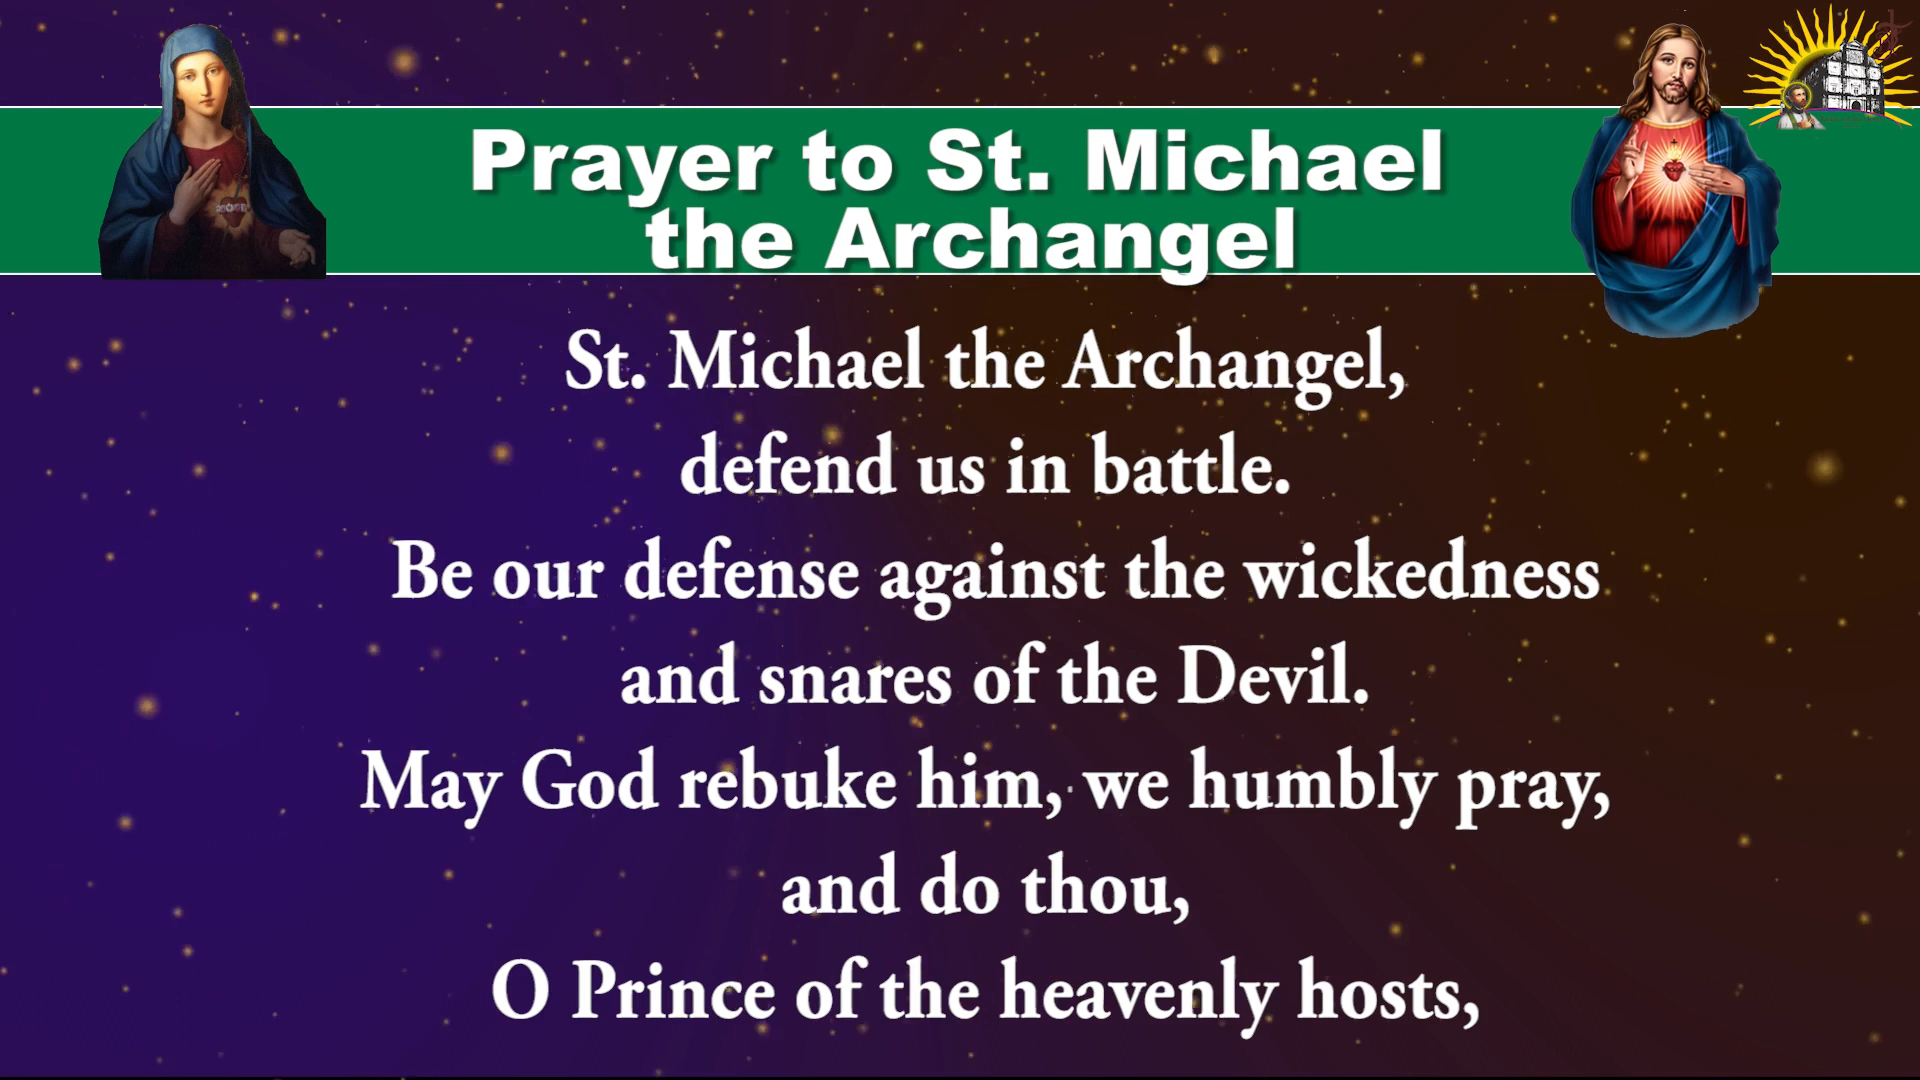 Prayer to St. Michael
the Archangel
St. Michael the Archangel,
defend us in battle.
Be our defense against the wickedness
and snares of the Devil.
May God rebuke him, we humbly pray,
and do thou,
O Prince of the heavenly hosts,